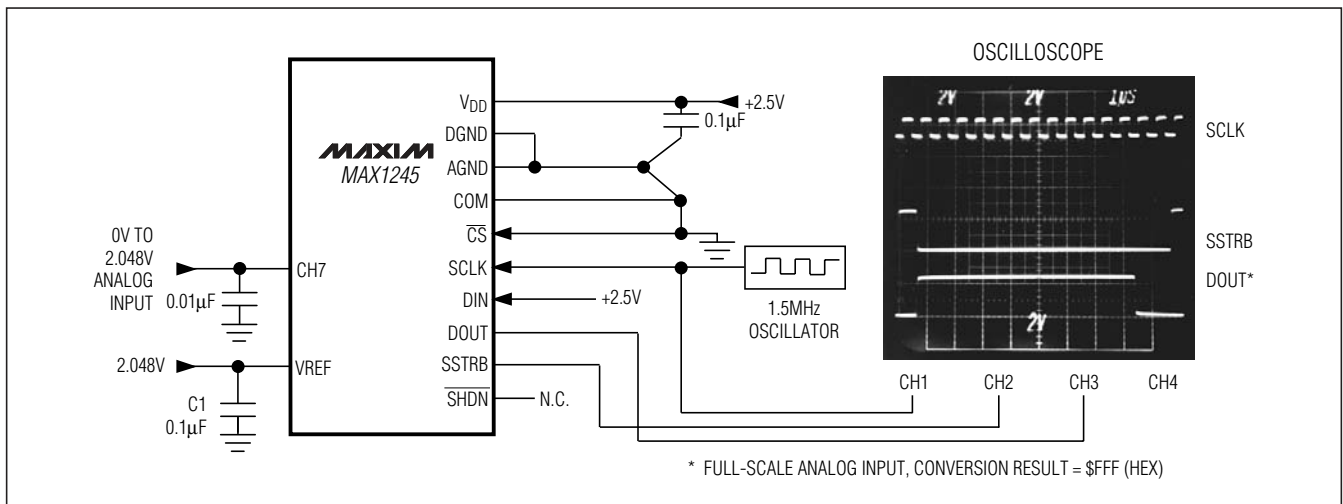 OSCILLOSCOPE
2V 2V 1µS
SCLK
SSTRB
DOUT*
2V
CH1 CH2 CH3 CH4
MAXIM
MAX1245
VDD
DGND
AGND
COM
CS
SCLK
DIN
DOUT
SSTRB
SHDN
CH7
VREF
+2.5V
0.1µF
0V TO
2.048V
ANALOG
INPUT
0.01µF
2.048V
C1
0.1µF
+2.5V
1.5MHz
OSCILLATOR
N.C.
* FULL-SCALE ANALOG INPUT, CONVERSION RESULT = $FFF (HEX)